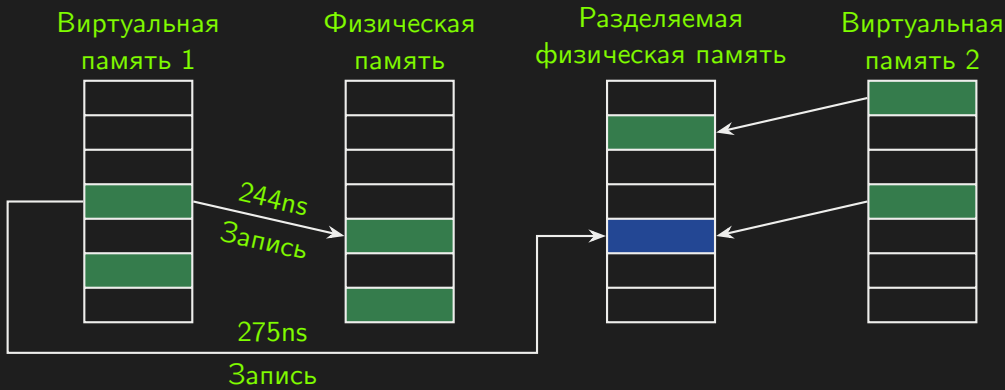 Виртуальная
память 1
Физическая
память
Разделяемая
физическая память
Виртуальная
память 2
244ns
Запись
275ns
Запись